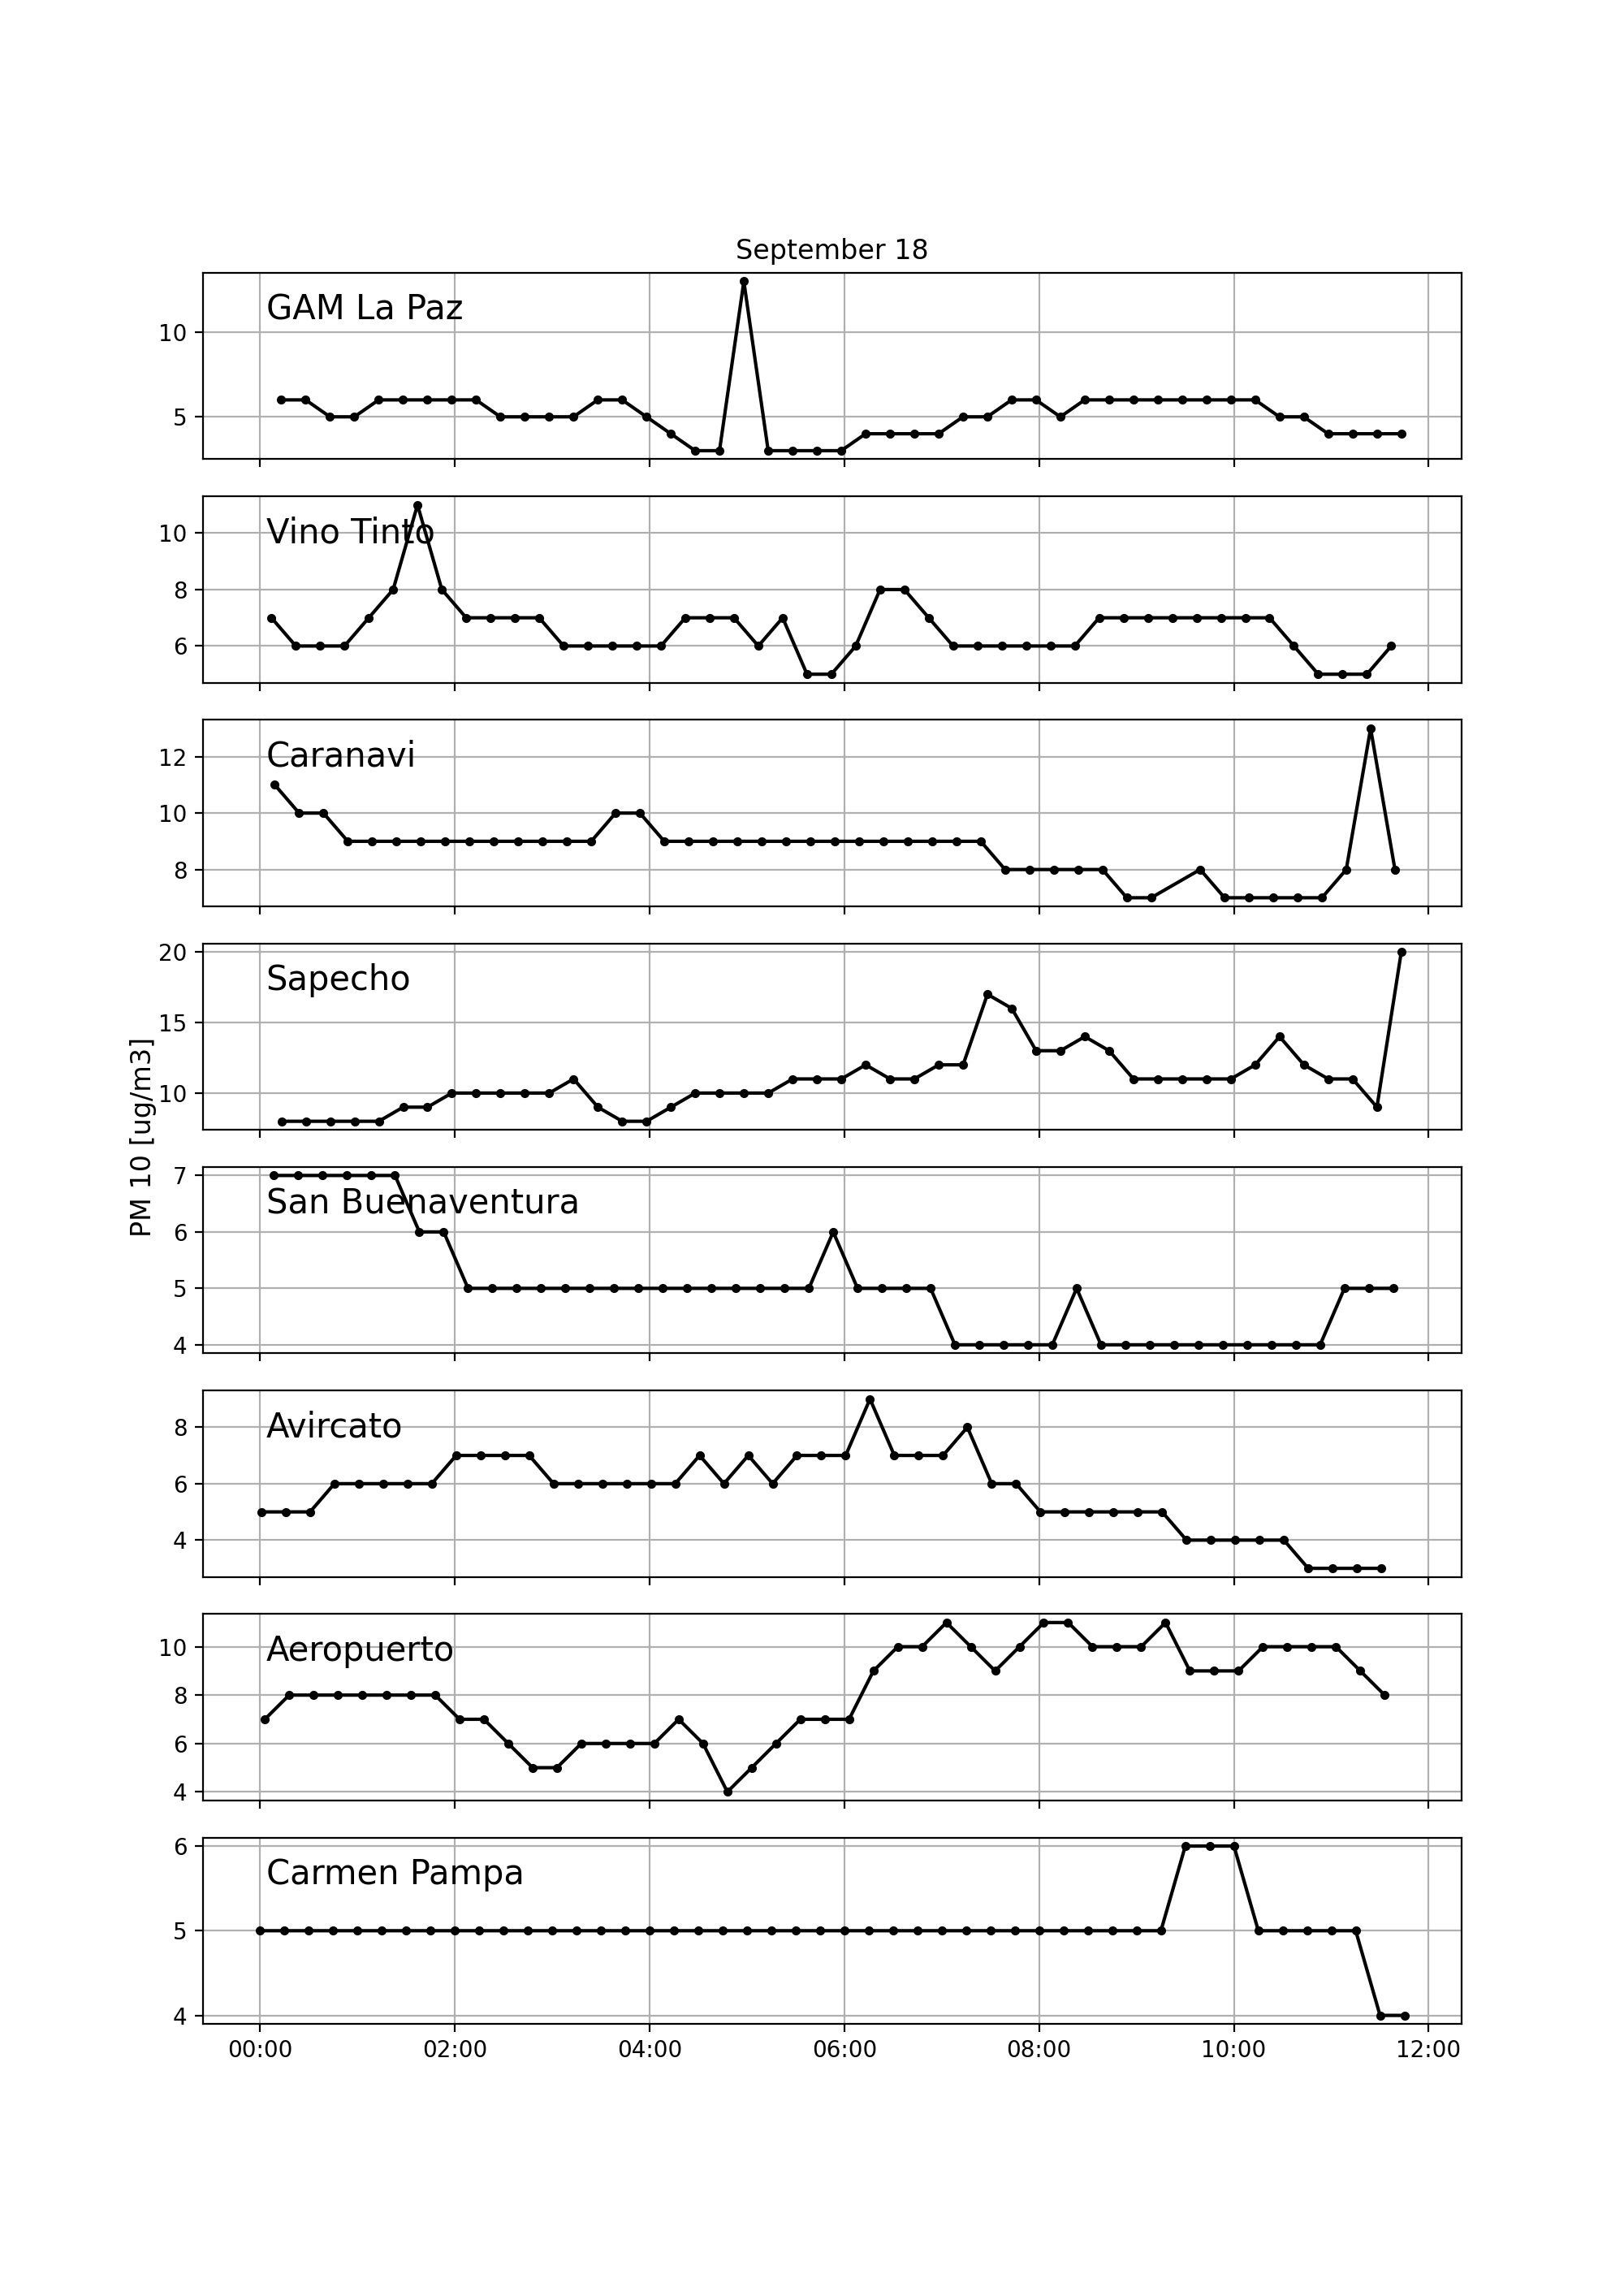 September 18
GAM La Paz
10
5
Vino Tinto
10
8
6
Caranavi
12
10
8
Sapecho
20
15
10
PM 10 [ug/m3]
San Buenaventura
7
6
5
4
Avircato
8
6
4
Aeropuerto
10
8
6
4
Carmen Pampa
6
5
4
00:00 02:00 04:00 06:00 08:00 10:00 12:00